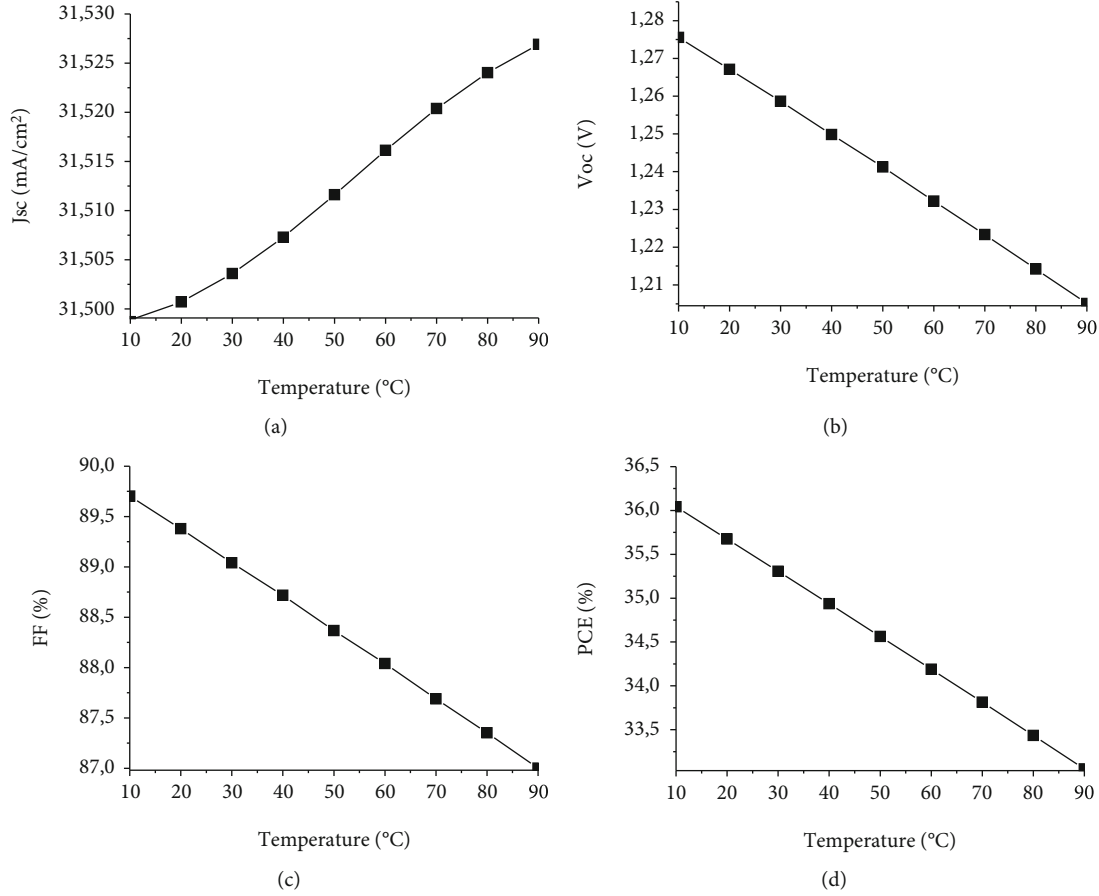 31,530
31,525
31,520
31,515
31,510
31,505
31,500
Jsc (mA/cm2)
10 20 30 40 50 60 70 80 90
Temperature (°C)
(a)
1,28
1,27
1,26
1,25
1,24
1,23
1,22
1,21
Voc (V)
10 20 30 40 50 60 70 80 90
Temperature (°C)
(b)
90,0
89,5
89,0
88,5
88,0
87,5
87,0
FF (%)
10 20 30 40 50 60 70 80 90
Temperature (°C)
(c)
36,5
36,0
35,5
35,0
34,5
34,0
33,5
PCE (%)
10 20 30 40 50 60 70 80 90
Temperature (°C)
(d)